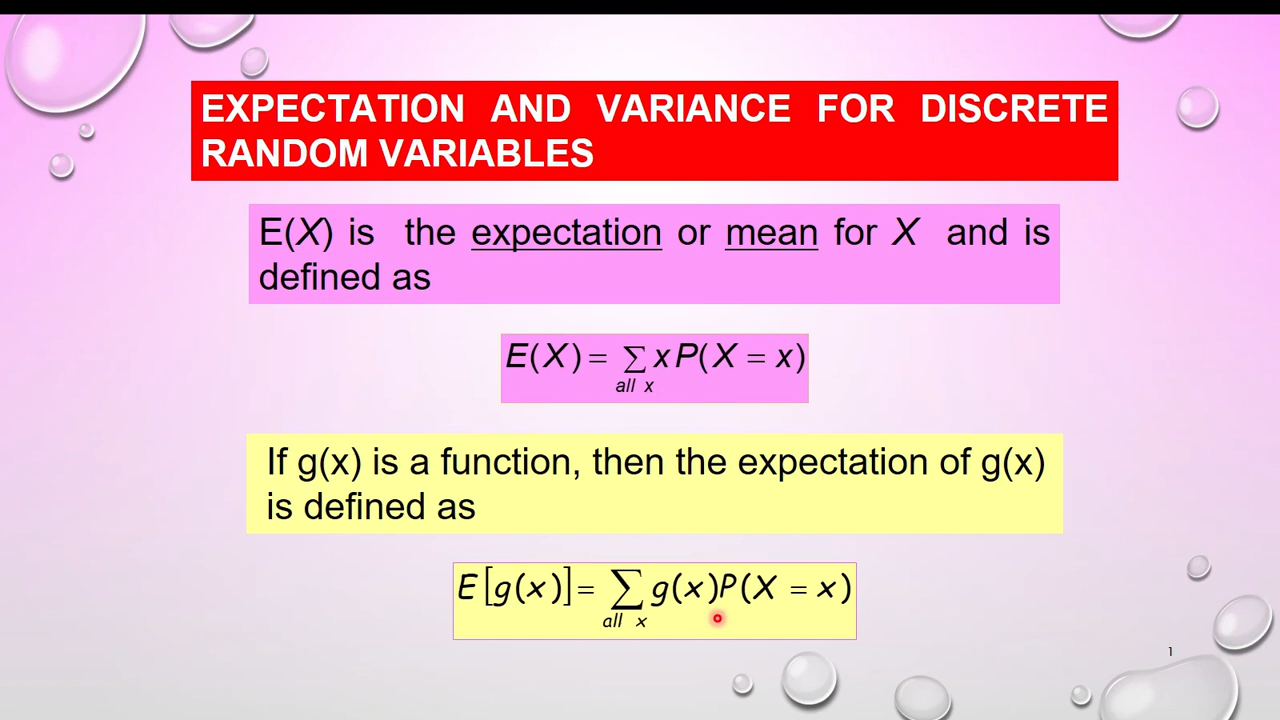 EXPECTATION AND VARIANCE FOR DISCRETE
RANDOM VARIABLES
E(X) is the expectation or mean for X and is
defined as
E(X) = ∑ x P(X = x)
all x
If g(x) is a function, then the expectation of g(x)
is defined as
E[g(x)] = ∑ g(x)P(X = x)
all x
1